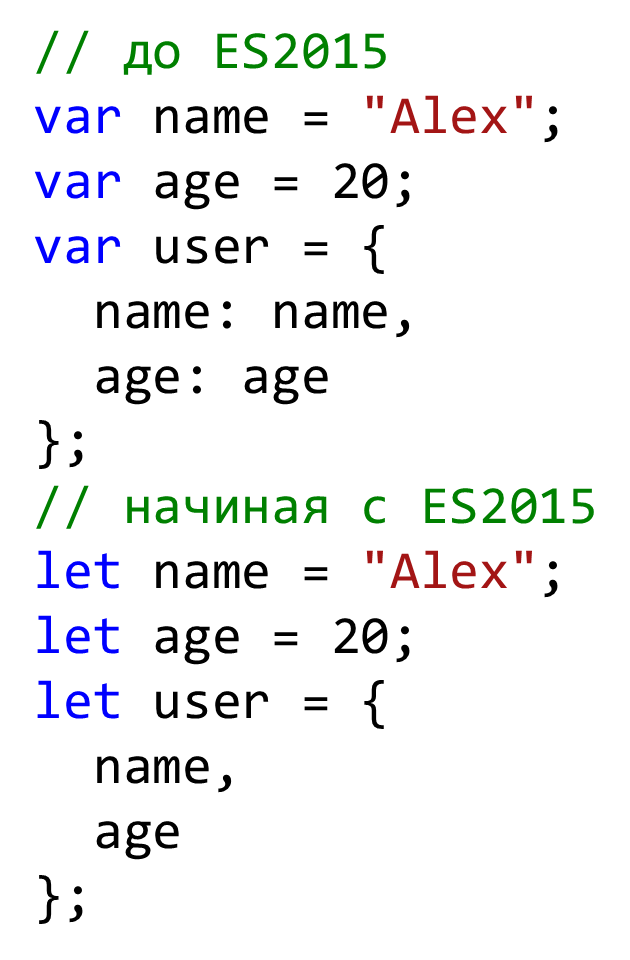 // до ES2015
var name = "Alex";
var age = 20;
var user = {
  name: name,
  age: age
};
// начиная с ES2015
let name = "Alex";
let age = 20;
let user = {
  name,
  age
};